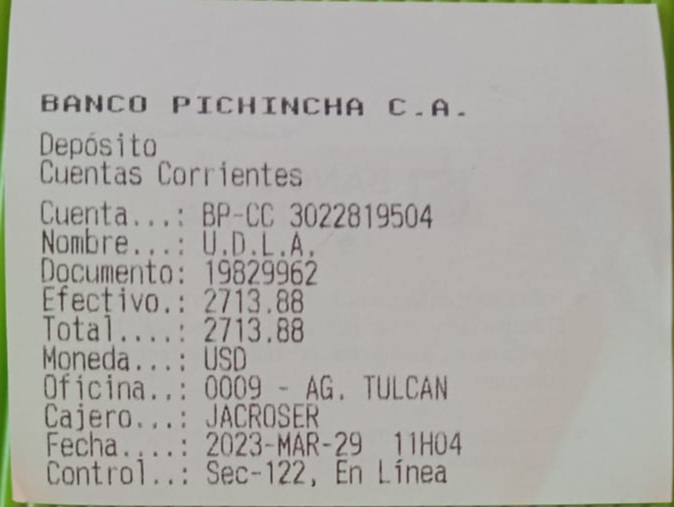 BANCO PICHINCHA C.A.
Depósito
Cuentas Corrientes
Cuenta...: BP-CC 3022819504
Nombre...: U.D.L.A.
Documento: 19829962
Efectivo.: 2713.88
Total....: 2713.88
Moneda...: USD
Oficina..: 0009 - AG. TULCAN
Cajero...: JACROSER
Fecha....: 2023-MAR-29  11H04
Control..: Sec-122, En Línea